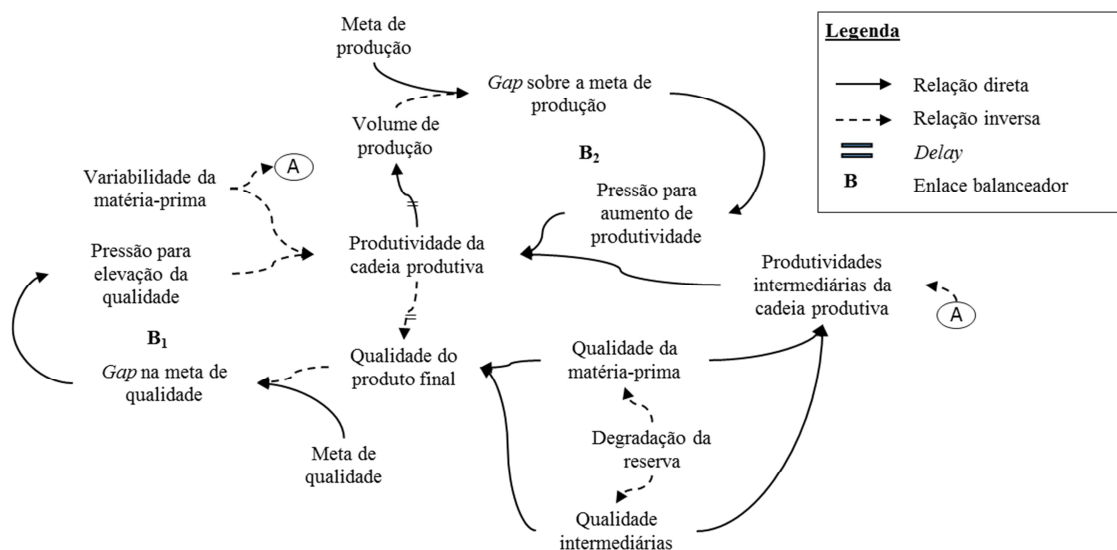 Meta de
produção
Gap sobre a meta de
produção
Volume de
produção
B2
A
Variabilidade da
matéria-prima
Pressão para
aumento de
produtividade
Pressão para
elevação da
qualidade
Produtividade da
cadeia produtiva
Produtividades
intermediárias da
cadeia produtiva
A
B1
Gap na meta de
qualidade
Qualidade do
produto final
Qualidade da
matéria-prima
Degradação da
reserva
Meta de
qualidade
Qualidade
intermediárias
Legenda
Relação direta
Relação inversa
Delay
B Enlace balanceador